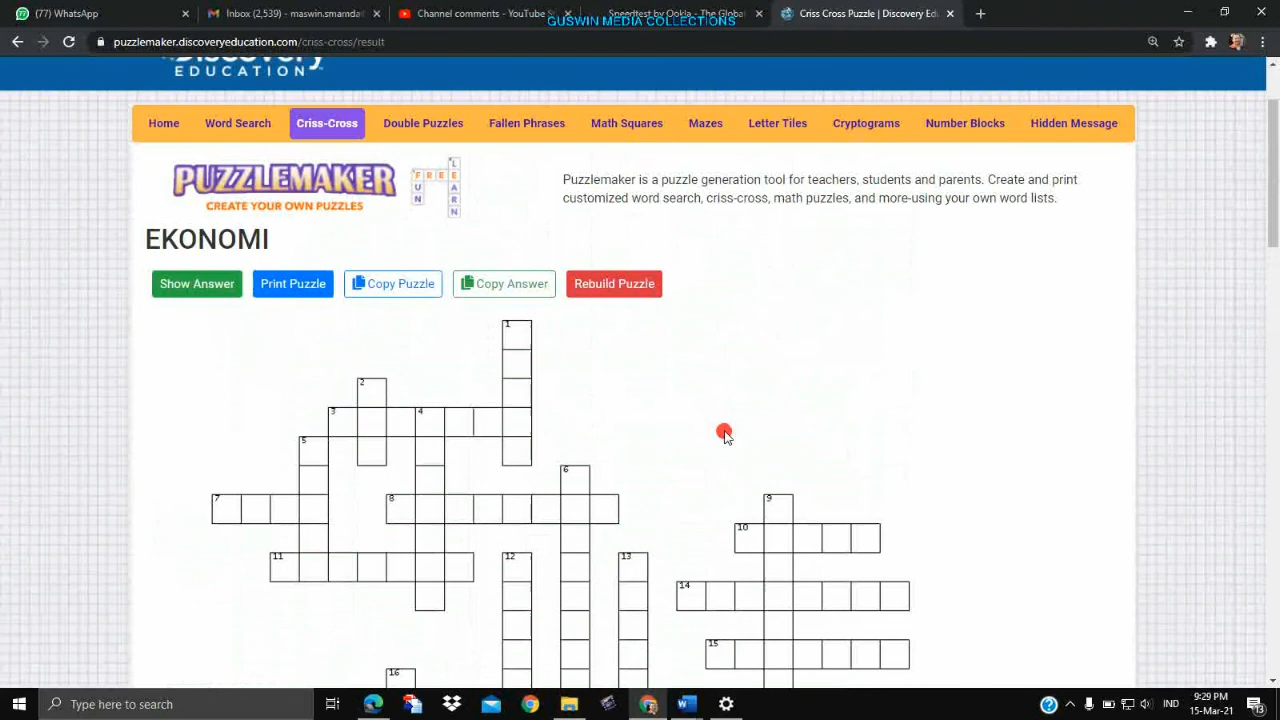 (77) WhatsApp
Inbox (2,539) - maswin.smanda
Channel comments - YouTube S
Speedtest by Ookla - The Global
Criss Cross Puzzle | Discovery Ed
GUSWIN MEDIA COLLECTIONS
puzzlemaker.discoveryeducation.com/criss-cross/result
Discovery
EDUCATION
Home
Word Search
Criss-Cross
Double Puzzles
Fallen Phrases
Math Squares
Mazes
Letter Tiles
Cryptograms
Number Blocks
Hidden Message
PUZZLEMAKER
CREATE YOUR OWN PUZZLES
FREE
FUN
LEARN
Puzzlemaker is a puzzle generation tool for teachers, students and parents. Create and print
customized word search, criss-cross, math puzzles, and more-using your own word lists.
EKONOMI
Show Answer
Print Puzzle
Copy Puzzle
Copy Answer
Rebuild Puzzle
1
2
3
4
5
6
7
8
9
10
11
12
13
14
15
16
Type here to search
IND
9:29 PM
15-Mar-21
13